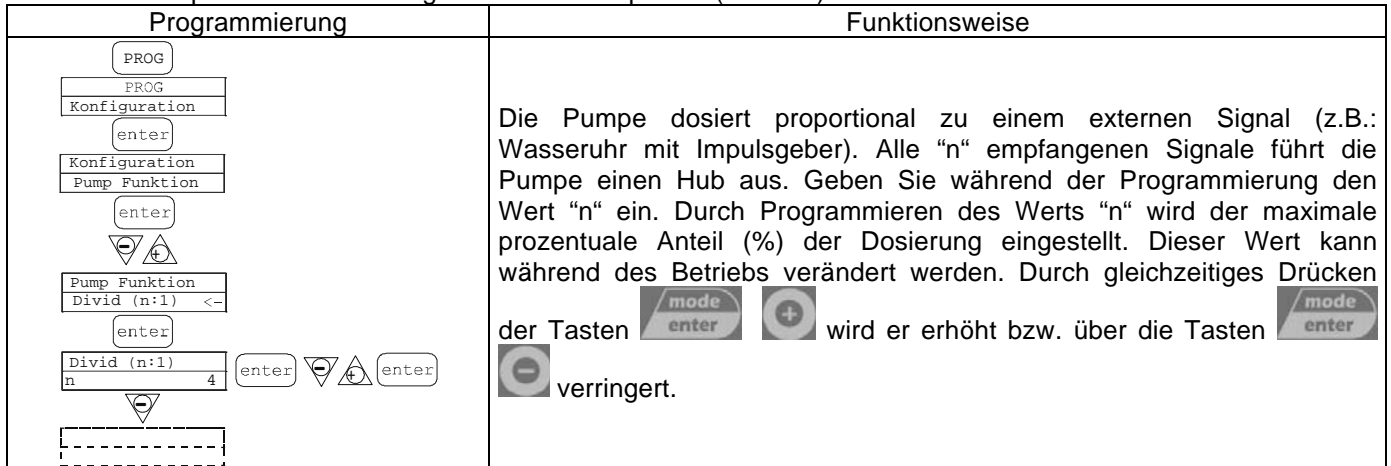 Programmierung
Funktionsweise
PROG
PROG
Konfiguration
enter
Konfiguration
Pump Funktion
enter
- +
Pump Funktion
Divid (n:1) <-
enter
Divid (n:1)
n 4
enter - + enter
-
Die Pumpe dosiert proportional zu einem externen Signal (z.B.:
Wasseruhr mit Impulsgeber). Alle “n“ empfangenen Signale führt die
Pumpe einen Hub aus. Geben Sie während der Programmierung den
Wert “n“ ein. Durch Programmieren des Werts “n“ wird der maximale
prozentuale Anteil (%) der Dosierung eingestellt. Dieser Wert kann
während des Betriebs verändert werden. Durch gleichzeitiges Drücken
der Tasten mode enter + wird er erhöht bzw. über die Tasten mode enter
- verringert.